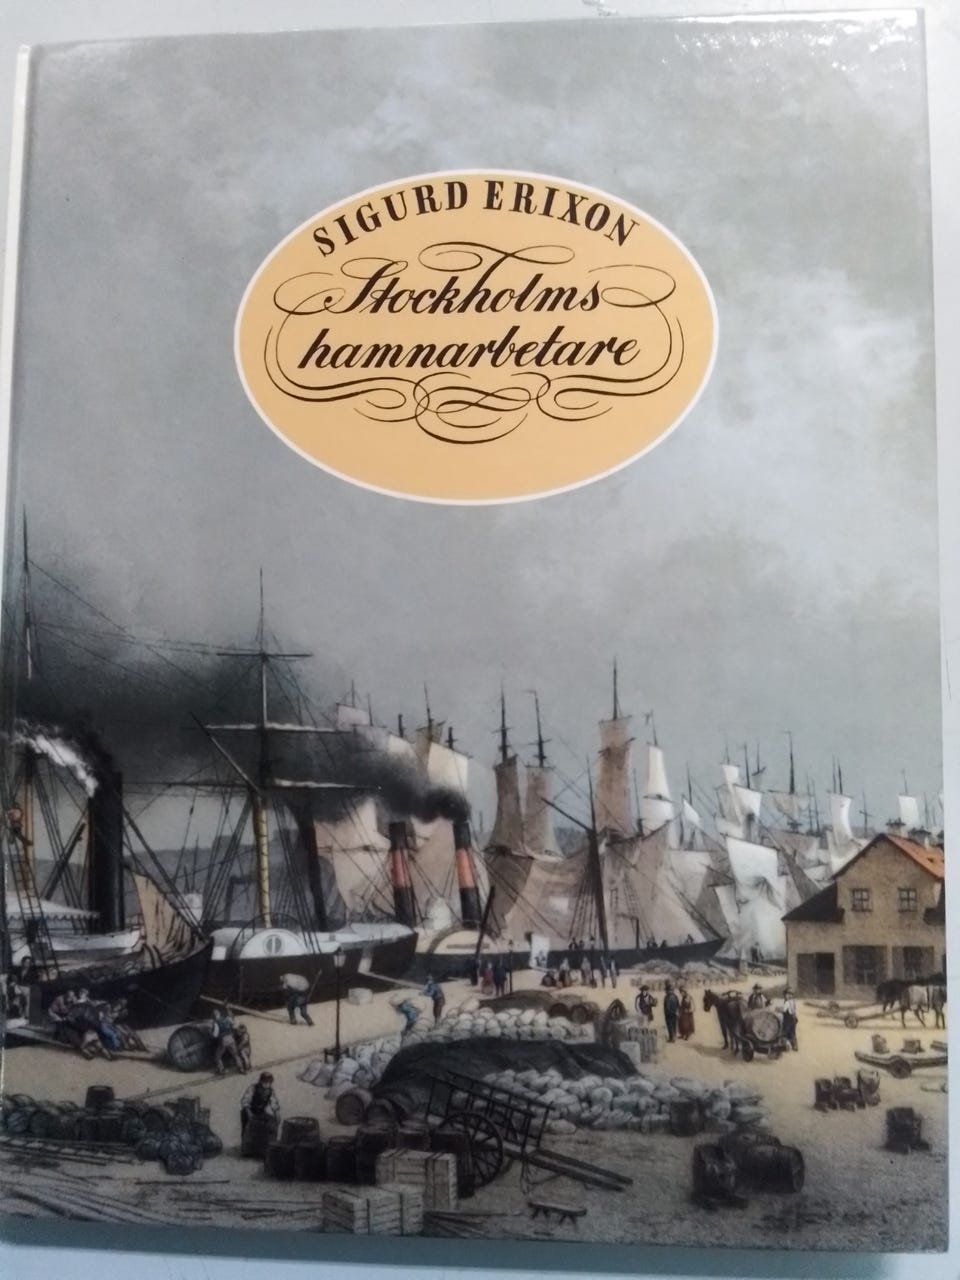 SIGURD ERIXON
Stockholms
hamnarbetare